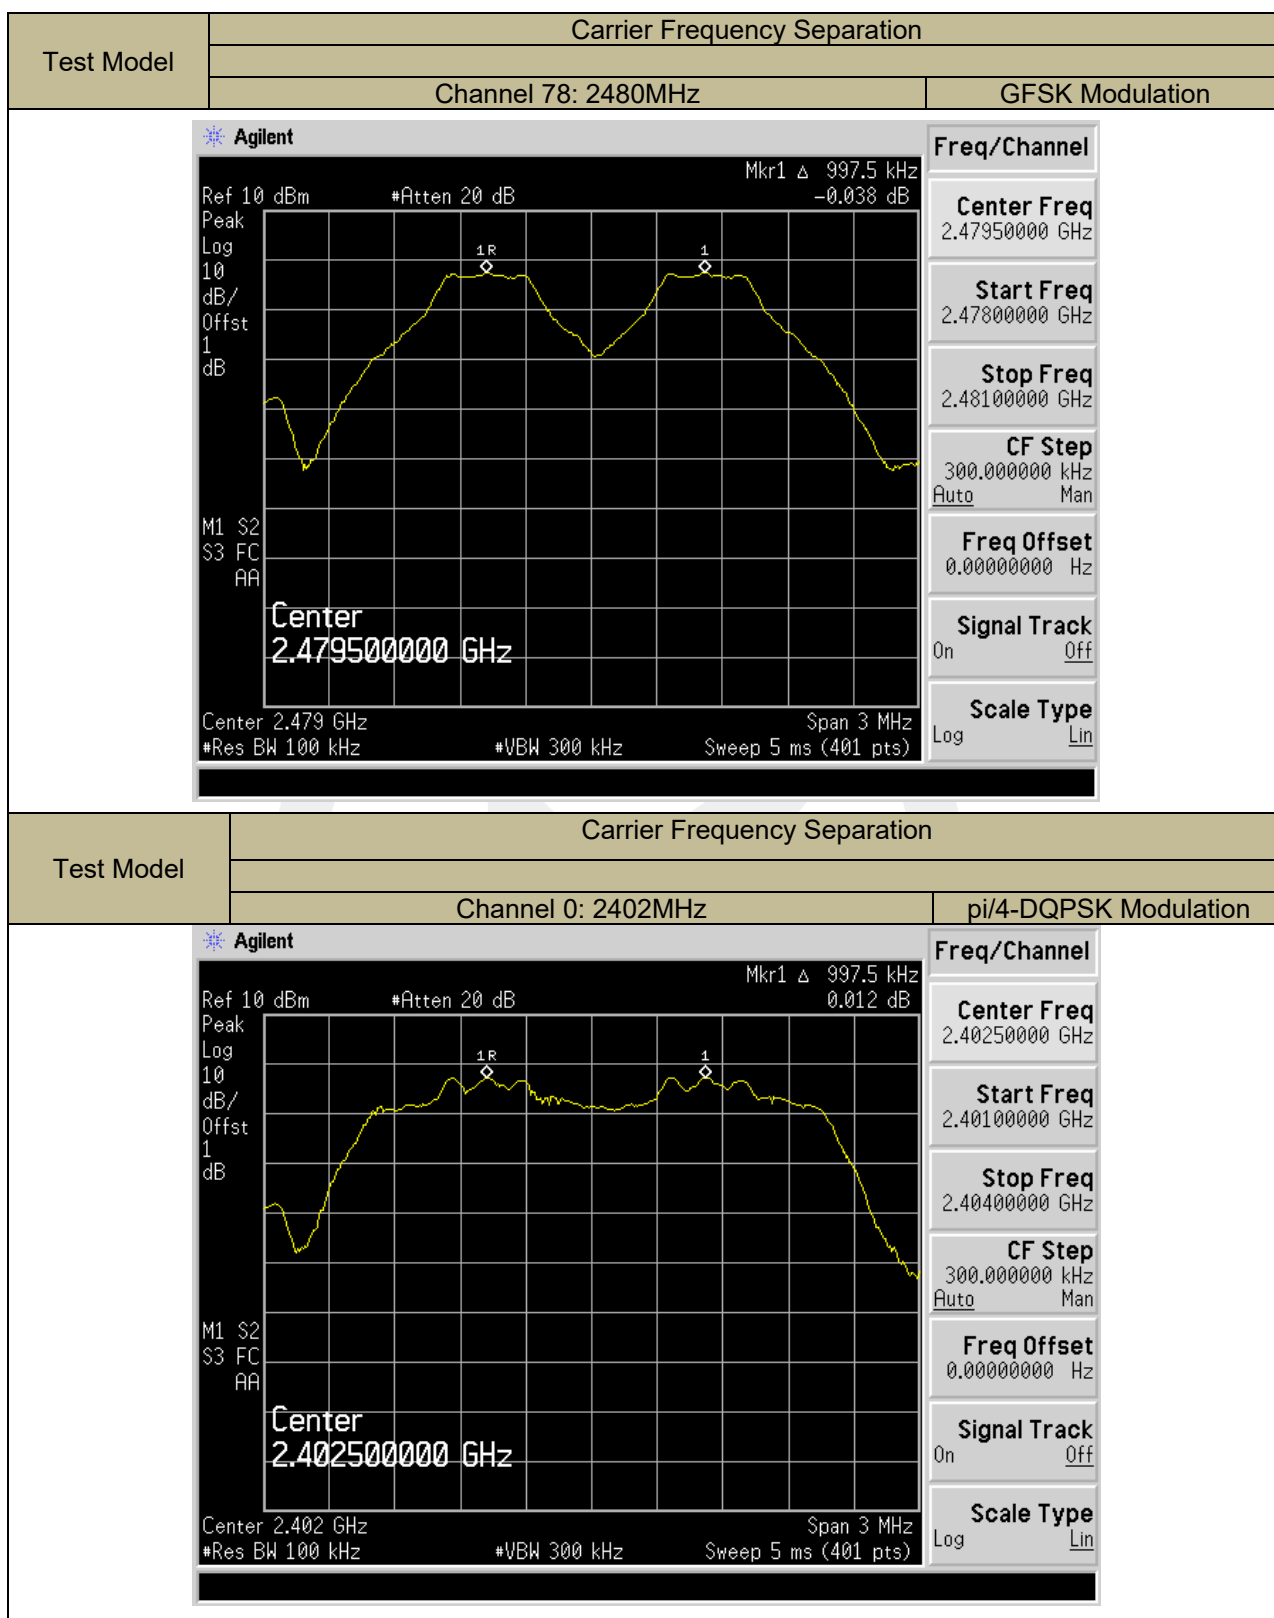 Test Model
Carrier Frequency Separation
Channel 78: 2480MHz
GFSK Modulation
Agilent
Mkr1 Δ 997.5 kHz
Ref 10 dBm #Atten 20 dB -0.038 dB
Peak
Log
10
dB/
Offst
1
dB
1R
1
M1 S2
S3 FC
AA
Center
2.479500000 GHz
Center 2.479 GHz Span 3 MHz
#Res BW 100 kHz #VBW 300 kHz Sweep 5 ms (401 pts)
Freq/Channel
Center Freq
2.47950000 GHz
Start Freq
2.47800000 GHz
Stop Freq
2.48100000 GHz
CF Step
300.000000 kHz
Auto Man
Freq Offset
0.00000000 Hz
Signal Track
On Off
Scale Type
Log Lin
Test Model
Carrier Frequency Separation
Channel 0: 2402MHz
pi/4-DQPSK Modulation
Agilent
Mkr1 Δ 997.5 kHz
Ref 10 dBm #Atten 20 dB 0.012 dB
Peak
Log
10
dB/
Offst
1
dB
1R
1
M1 S2
S3 FC
AA
Center
2.402500000 GHz
Center 2.402 GHz Span 3 MHz
#Res BW 100 kHz #VBW 300 kHz Sweep 5 ms (401 pts)
Freq/Channel
Center Freq
2.40250000 GHz
Start Freq
2.40100000 GHz
Stop Freq
2.40400000 GHz
CF Step
300.000000 kHz
Auto Man
Freq Offset
0.00000000 Hz
Signal Track
On Off
Scale Type
Log Lin